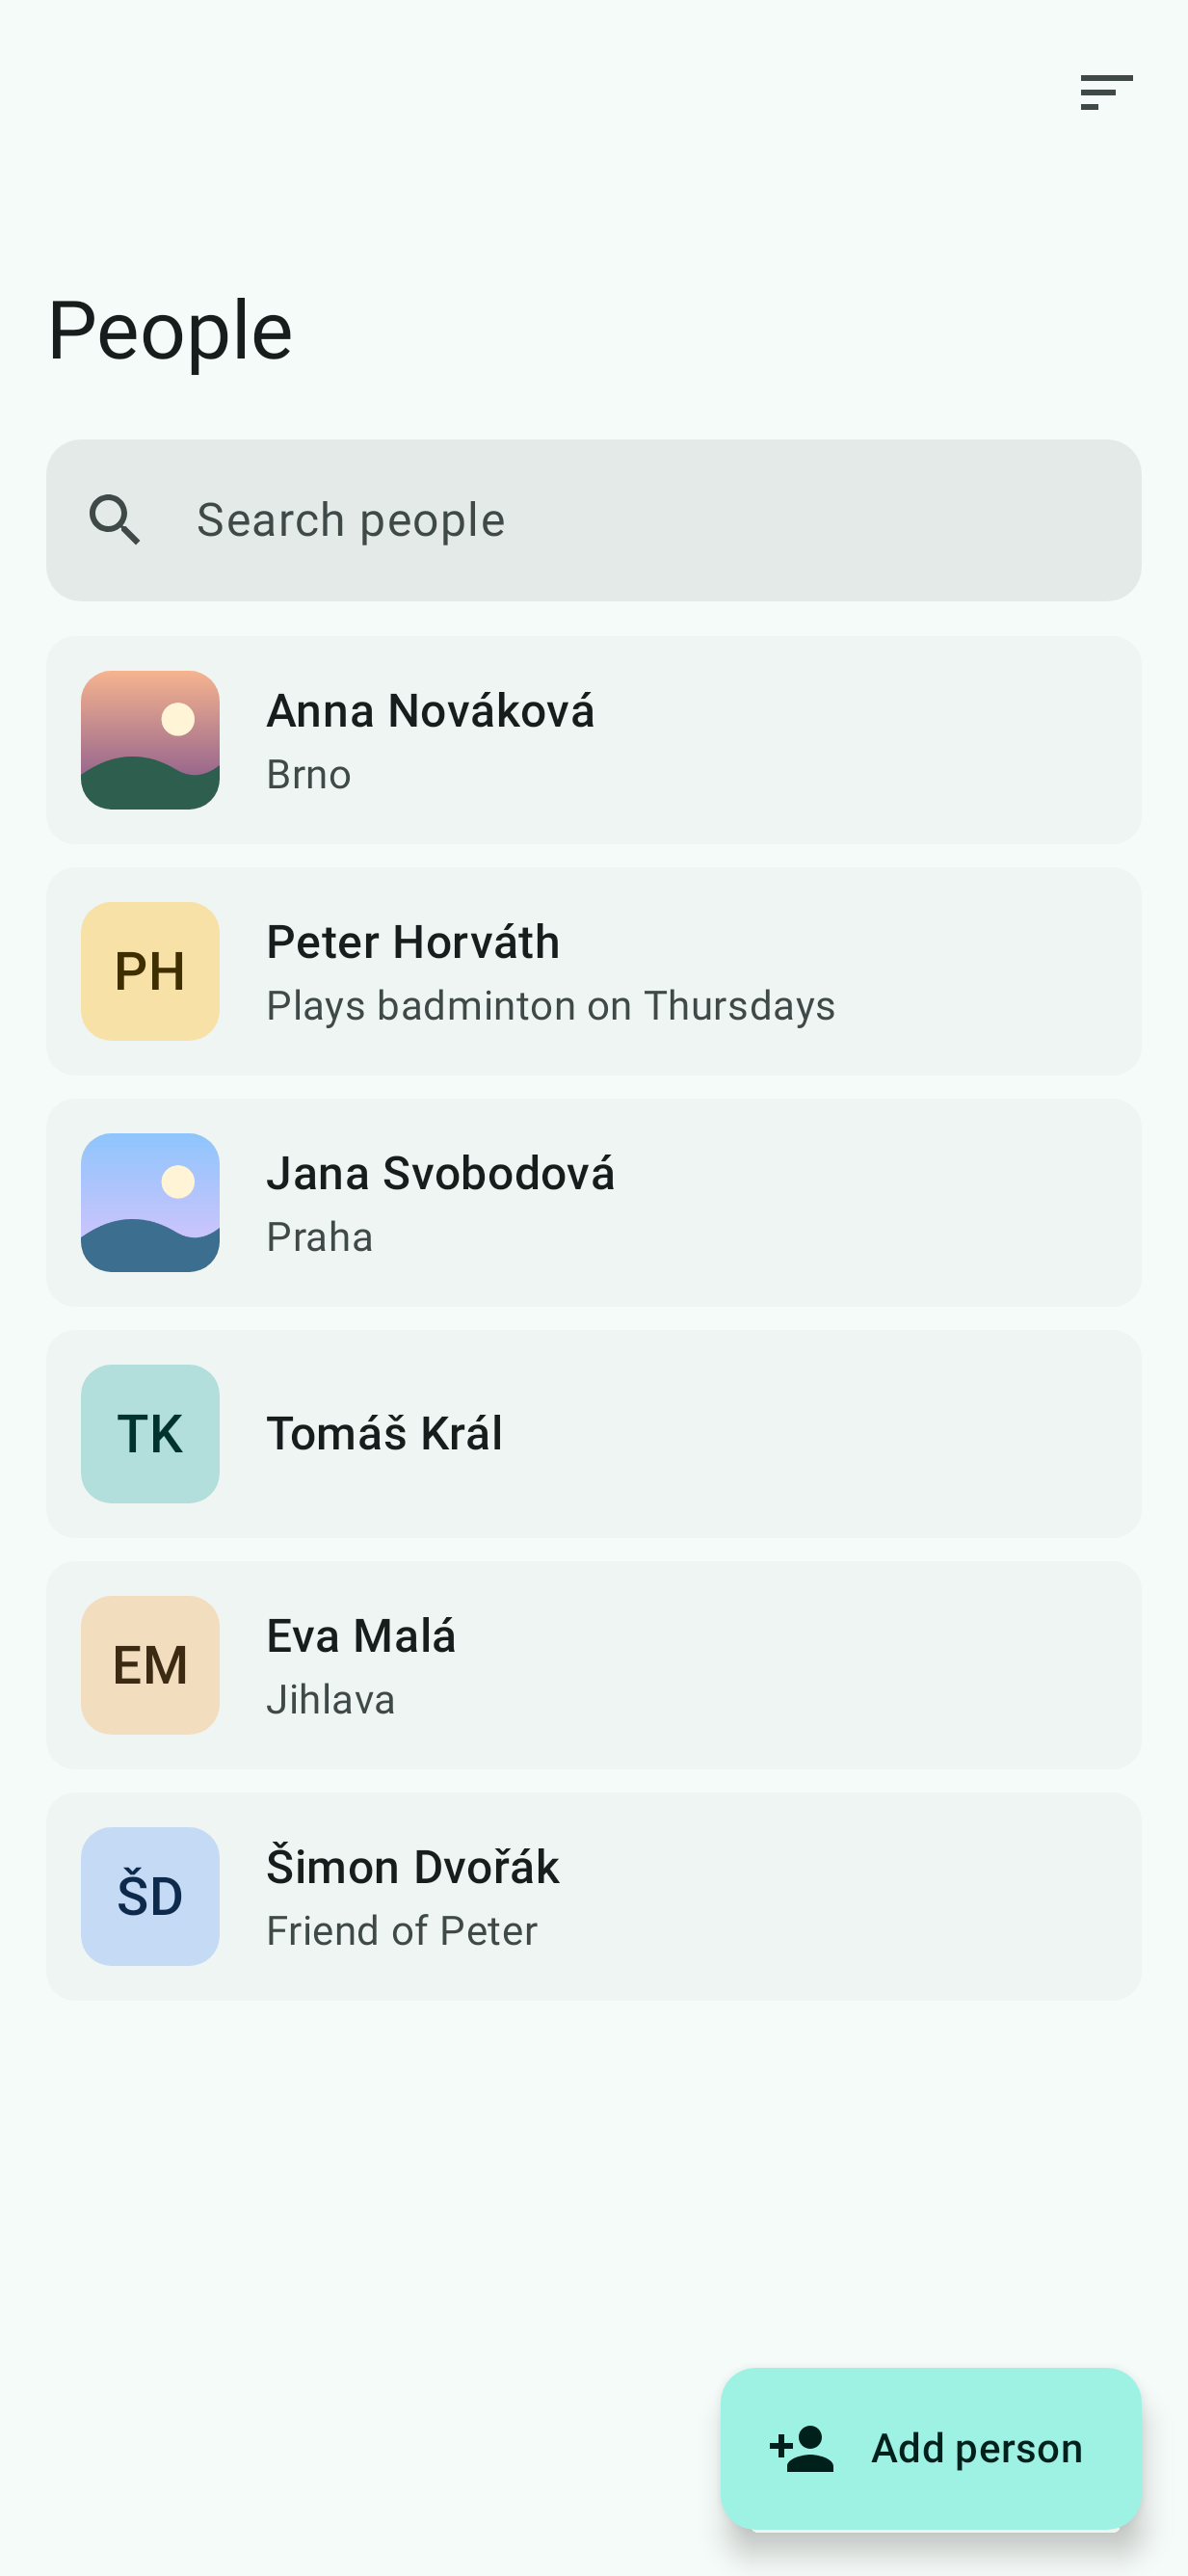 People
Search people
Anna Nováková
Brno
PH
Peter Horváth
Plays badminton on Thursdays
Jana Svobodová
Praha
TK
Tomáš Král
EM
Eva Malá
Jihlava
ŠD
Šimon Dvořák
Friend of Peter
Add person